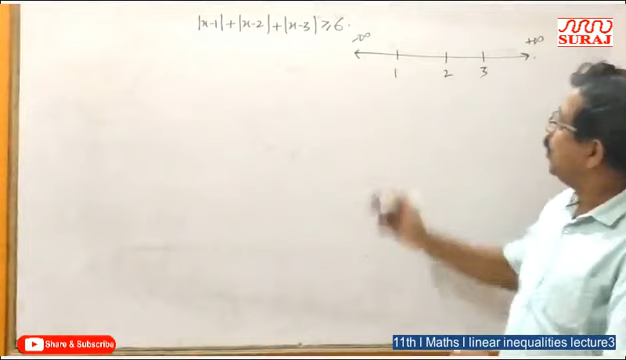 |x-1|+|x-2|+|x-3| ≥ 6.
-∞ +∞
1 2 3
SURAJ
Share & Subscribe
11th I Maths I linear inequalities lecture3